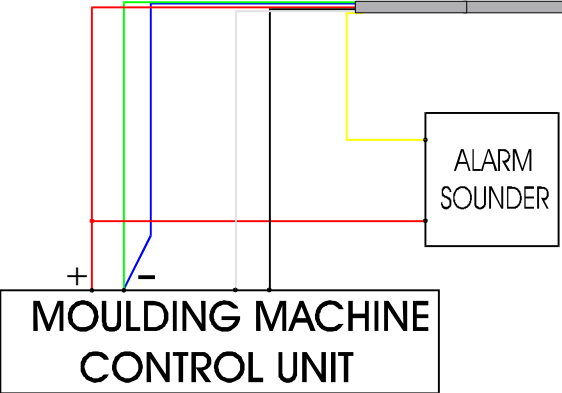 ALARM
SOUNDER
+ −
MOULDING MACHINE
CONTROL UNIT